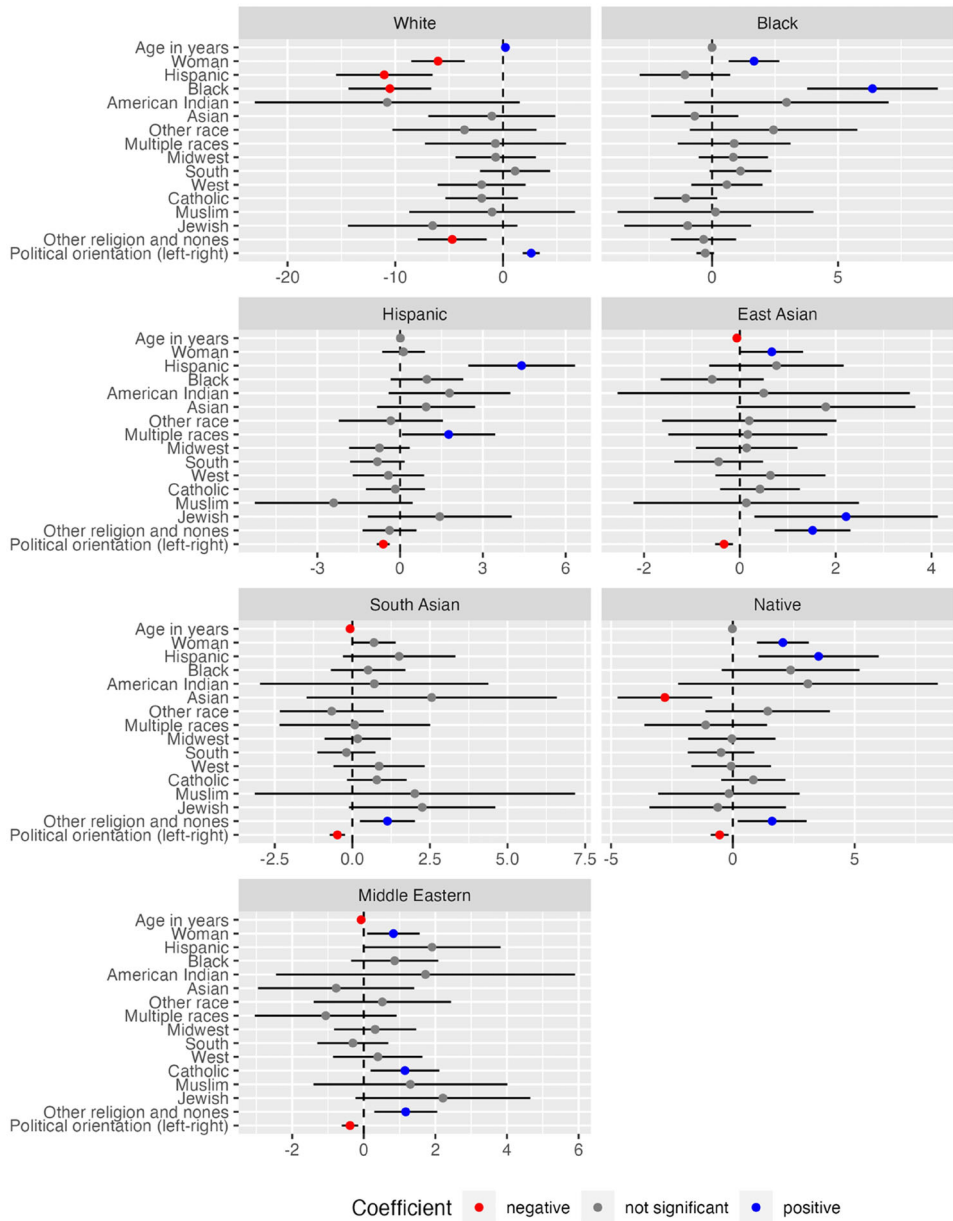 White
Black
Age in years
Woman
Hispanic
Black
American Indian
Asian
Other race
Multiple races
Midwest
South
West
Catholic
Muslim
Jewish
Other religion and nones
Political orientation (left-right)
-20 -10 0
0 5
Hispanic
East Asian
Age in years
Woman
Hispanic
Black
American Indian
Asian
Other race
Multiple races
Midwest
South
West
Catholic
Muslim
Jewish
Other religion and nones
Political orientation (left-right)
-3 0 3 6
-2 0 2 4
South Asian
Native
Age in years
Woman
Hispanic
Black
American Indian
Asian
Other race
Multiple races
Midwest
South
West
Catholic
Muslim
Jewish
Other religion and nones
Political orientation (left-right)
-2.5 0.0 2.5 5.0 7.5
-5 0 5
Middle Eastern
Age in years
Woman
Hispanic
Black
American Indian
Asian
Other race
Multiple races
Midwest
South
West
Catholic
Muslim
Jewish
Other religion and nones
Political orientation (left-right)
-2 0 2 4 6
Coefficient negative not significant positive